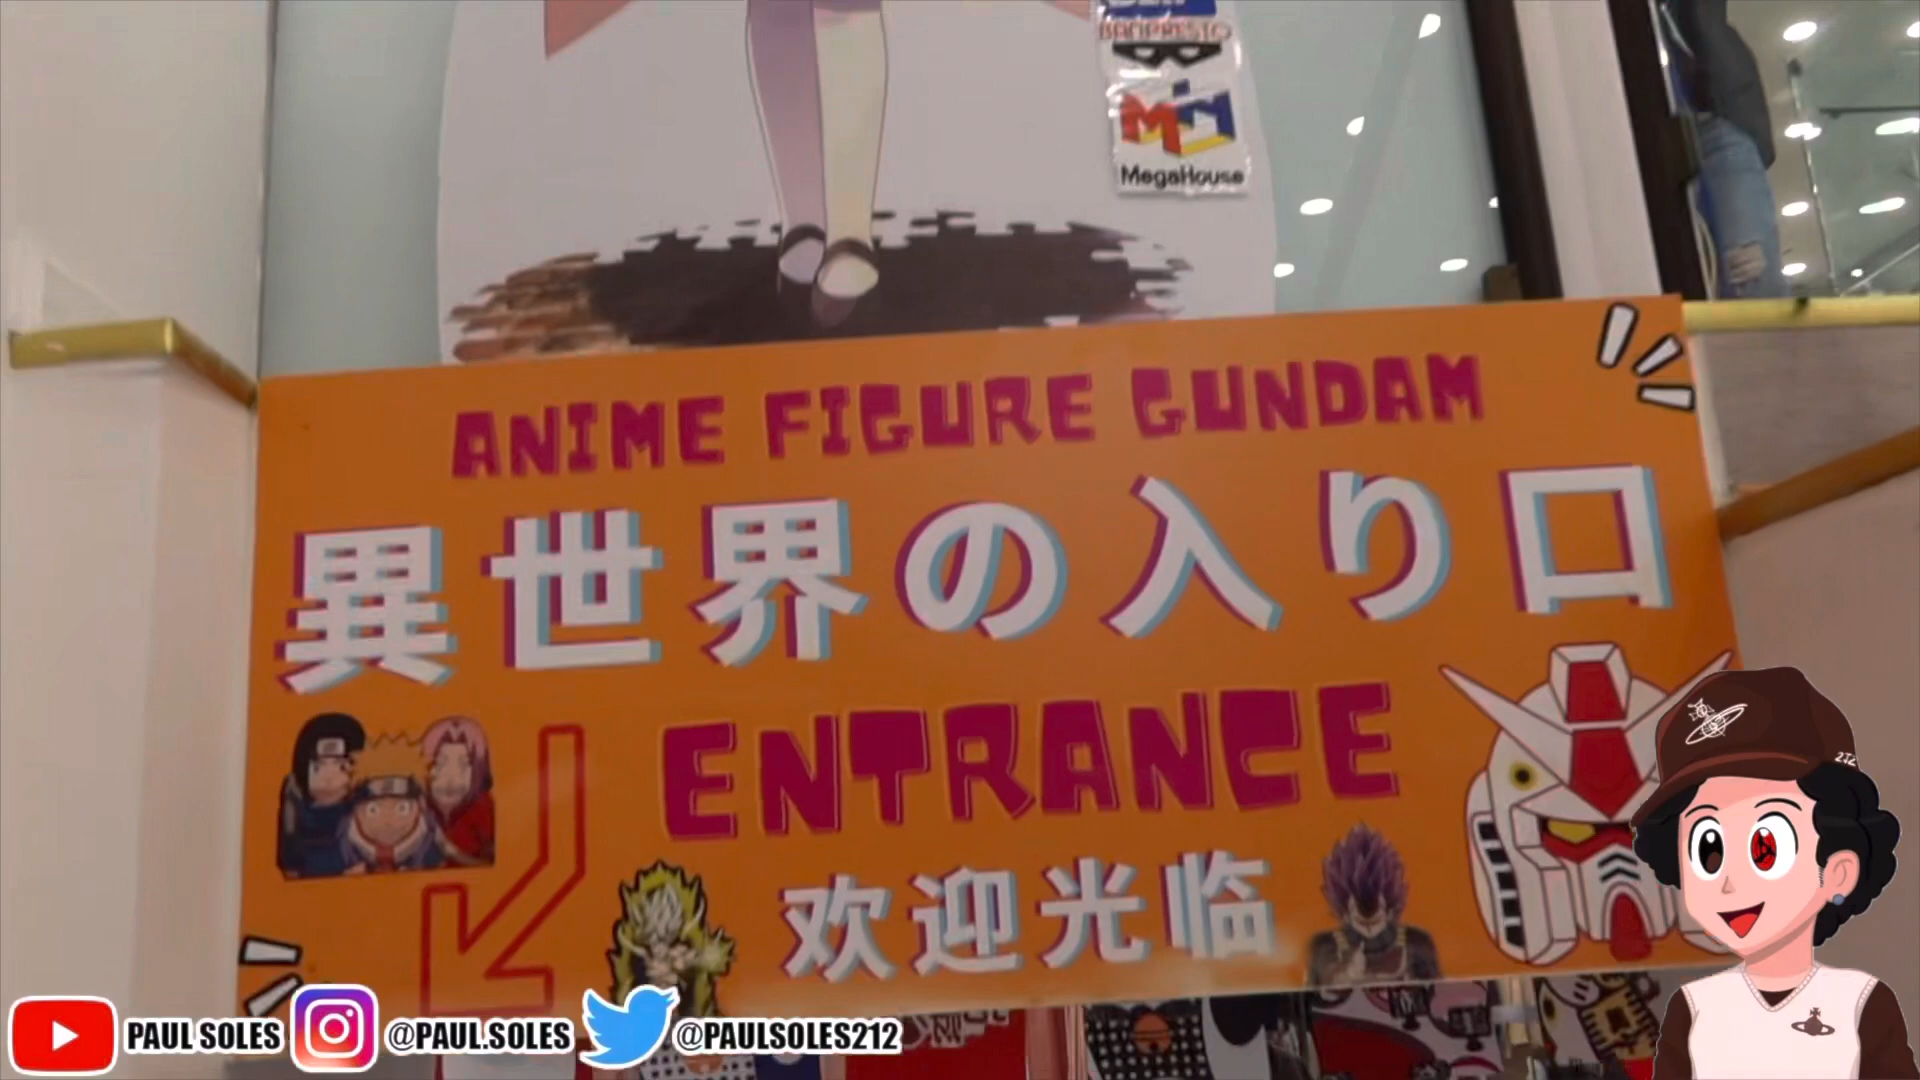 BANPRESTO
MegaHouse
ANIME FIGURE GUNDAM
異世界の入り口
ENTRANCE
欢迎光临
PAUL SOLES
@PAUL.SOLES
@PAULSOLES212